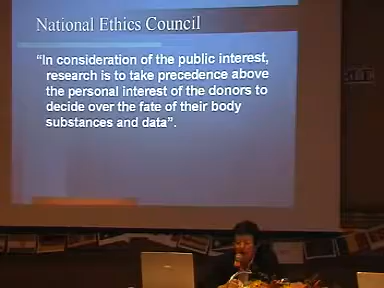 National Ethics Council
“In consideration of the public interest,
research is to take precedence above
the personal interest of the donors to
decide over the fate of their body
substances and data”.